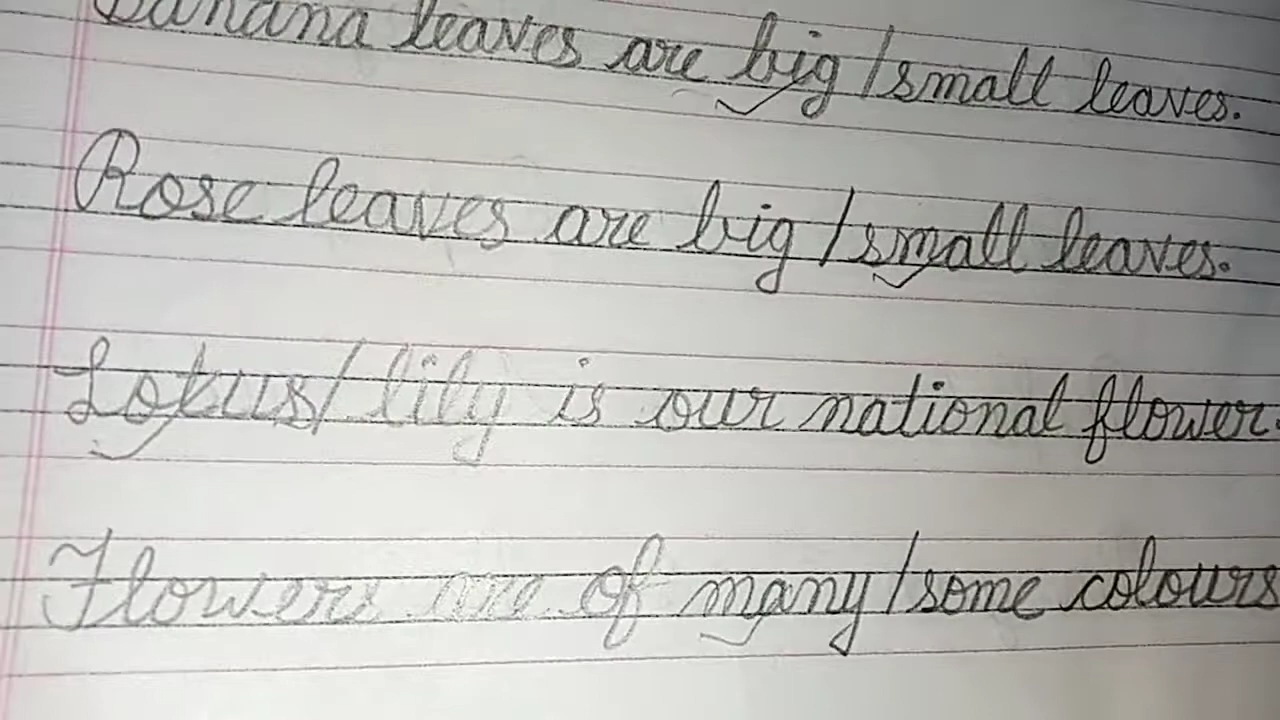 Banana leaves are big/small leaves.
Rose leaves are big/small leaves.
Lotus/lily is our national flower.
Flowers are of many/some colours